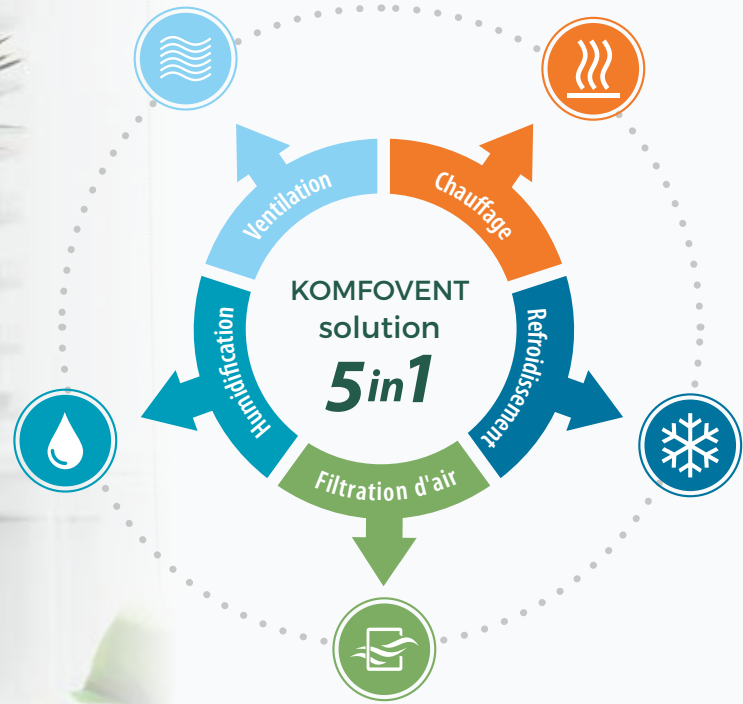 Ventilation
Chauffage
KOMFOVENT
solution
5in1
Humidification
Refroidissement
Filtration d'air